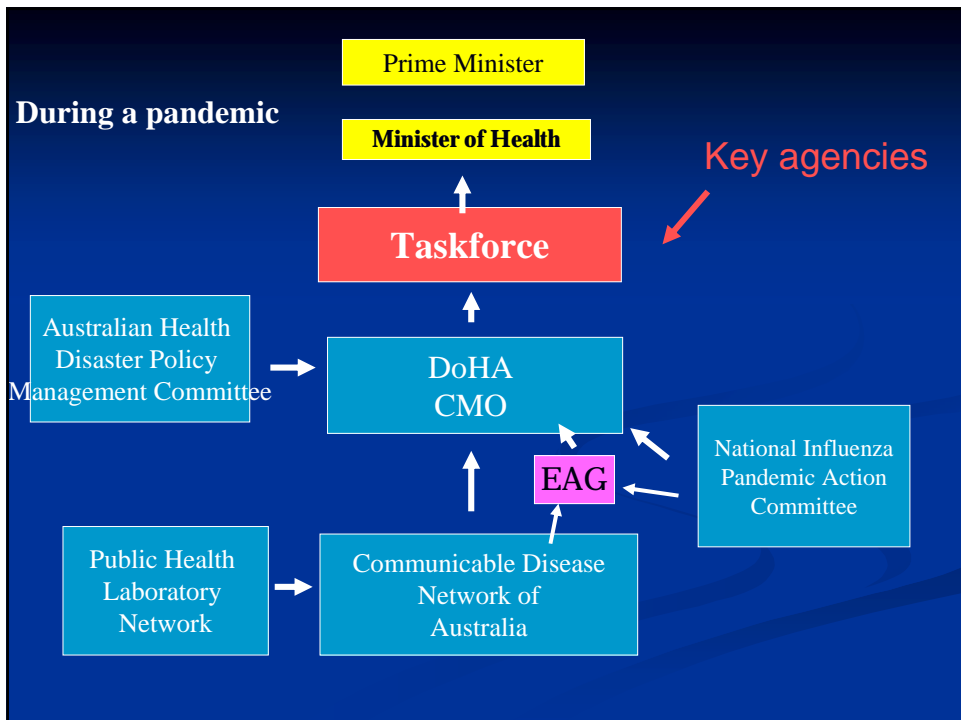 Prime Minister
During a pandemic
Minister of Health
Key agencies
Taskforce
Australian Health
Disaster Policy
Management Committee
DoHA
CMO
EAG
National Influenza
Pandemic Action
Committee
Public Health
Laboratory
Network
Communicable Disease
Network of
Australia